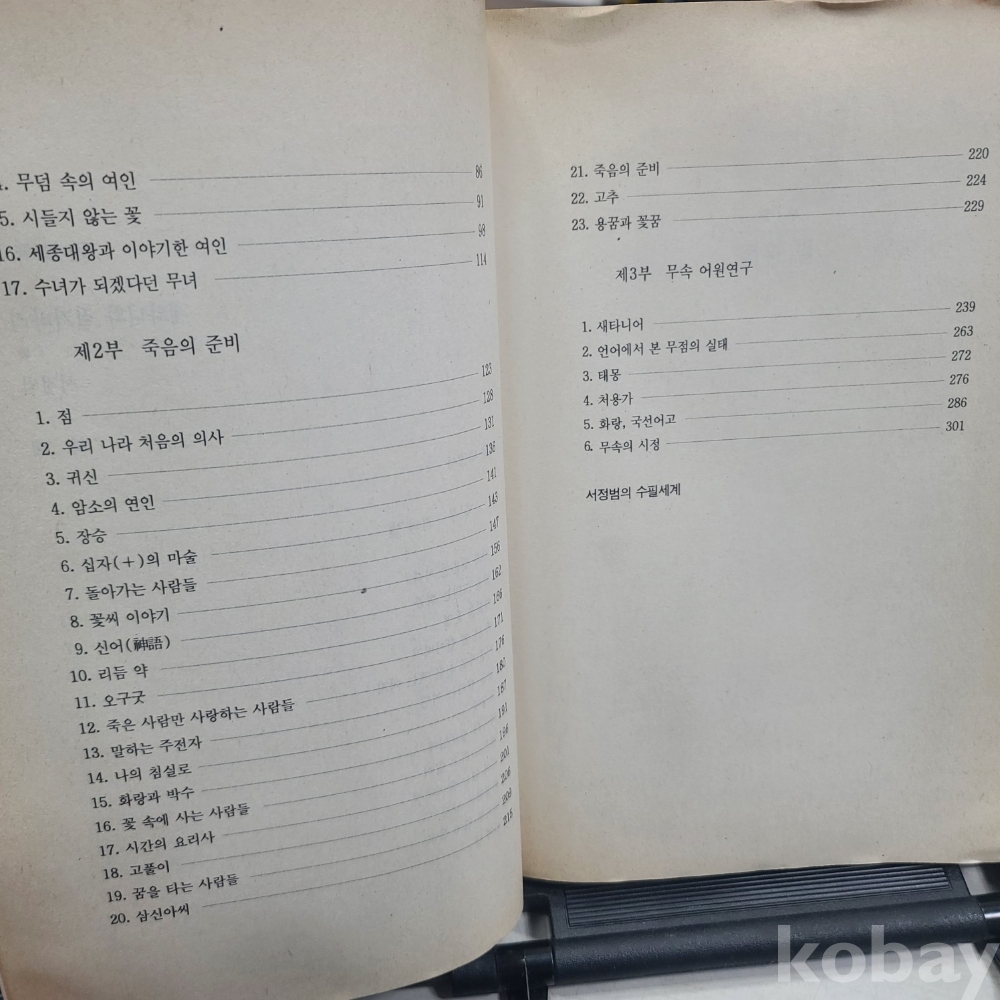 4. 무덤 속의 여인 86
5. 시들지 않는 꽃 91
16. 세종대왕과 이야기한 여인 98
17. 수녀가 되겠다던 무녀 114
제2부 죽음의 준비
1. 점 123
2. 우리 나라 처음의 의사 128
3. 귀신 131
4. 암소의 연인 136
5. 장승 141
6. 십자(+)의 마술 143
7. 돌아가는 사람들 147
8. 꽃씨 이야기 156
9. 신어(神語) 162
10. 리듬 약 166
11. 오구굿 171
12. 죽은 사람만 사랑하는 사람들 176
13. 말하는 주전자 180
14. 나의 침실로 187
15. 화랑과 박수 191
16. 꽃 속에 사는 사람들 196
17. 시간의 요리사 201
18. 고풀이 206
19. 꿈을 타는 사람들 209
20. 삼신아씨 215
21. 죽음의 준비 220
22. 고추 224
23. 용꿈과 꽃꿈 229
제3부 무속 어원연구
1. 새타니어 239
2. 언어에서 본 무점의 실태 263
3. 태몽 272
4. 처용가 276
5. 화랑, 국선어고 286
6. 무속의 시정 301
서정범의 수필세계
kobay